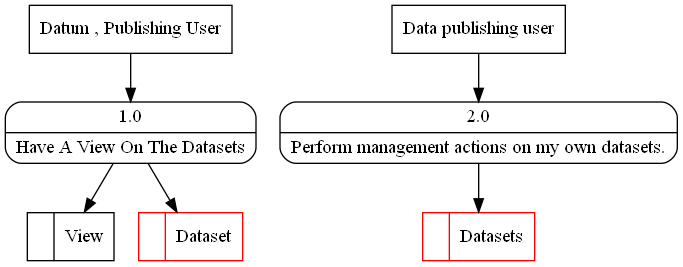 Datum , Publishing User
Data publishing user
1.0
Have A View On The Datasets
2.0
Perform management actions on my own datasets.
View
Dataset
Datasets